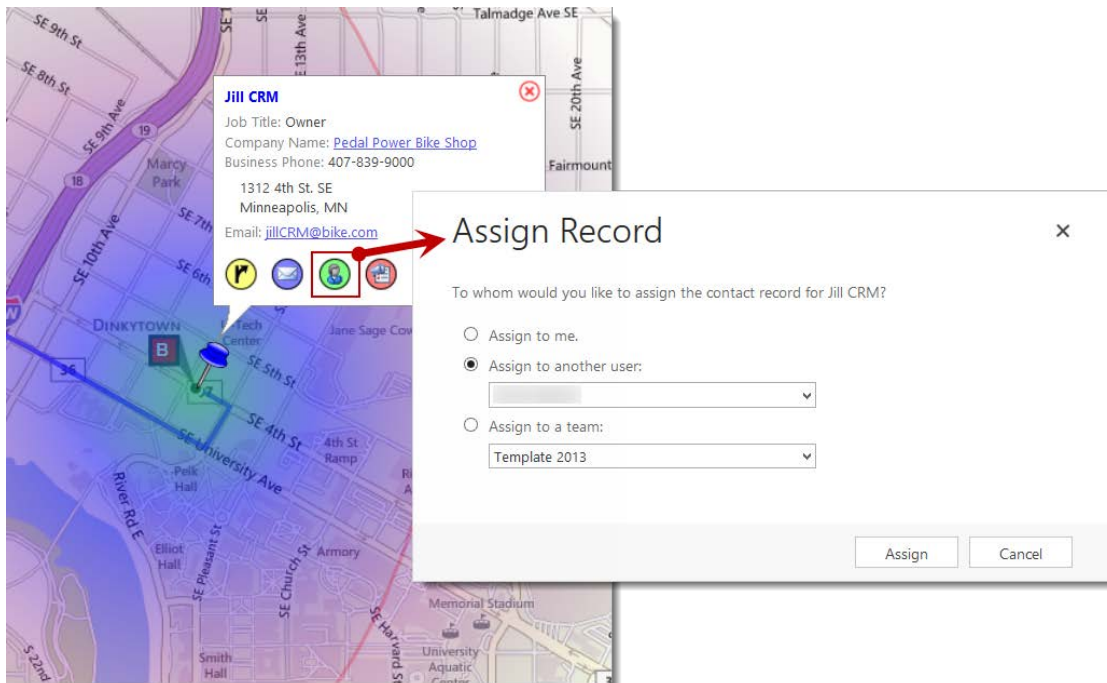 Talmadge Ave SE
SE 9th St
SE
13th Ave
SE 8th St
SE 20th Ave
SE 9th Ave
19
18
Marcy
Park
Fairmount
SE 7th
SE 10th Ave
SE 6th
Jill CRM
Job Title: Owner
Company Name: Pedal Power Bike Shop
Business Phone: 407-839-9000
1312 4th St. SE
Minneapolis, MN
Email: jillCRM@bike.com
Assign Record
To whom would you like to assign the contact record for Jill CRM?
Assign to me.
Assign to another user:
Assign to a team:
Template 2013
Assign
Cancel
DINKYTOWN
Tech
Center
Jane Sage Cow
B
36
SE 5th St
SE 4th St
SE University Ave
4th St
Ramp
Peik
Hall
River Rd E
Elliot
Hall
SE Pleasant St
SE Church St
Armory
Memorial Stadium
SE Harvard St
University
Aquatic
Center
Smith
Hall
S 22nd